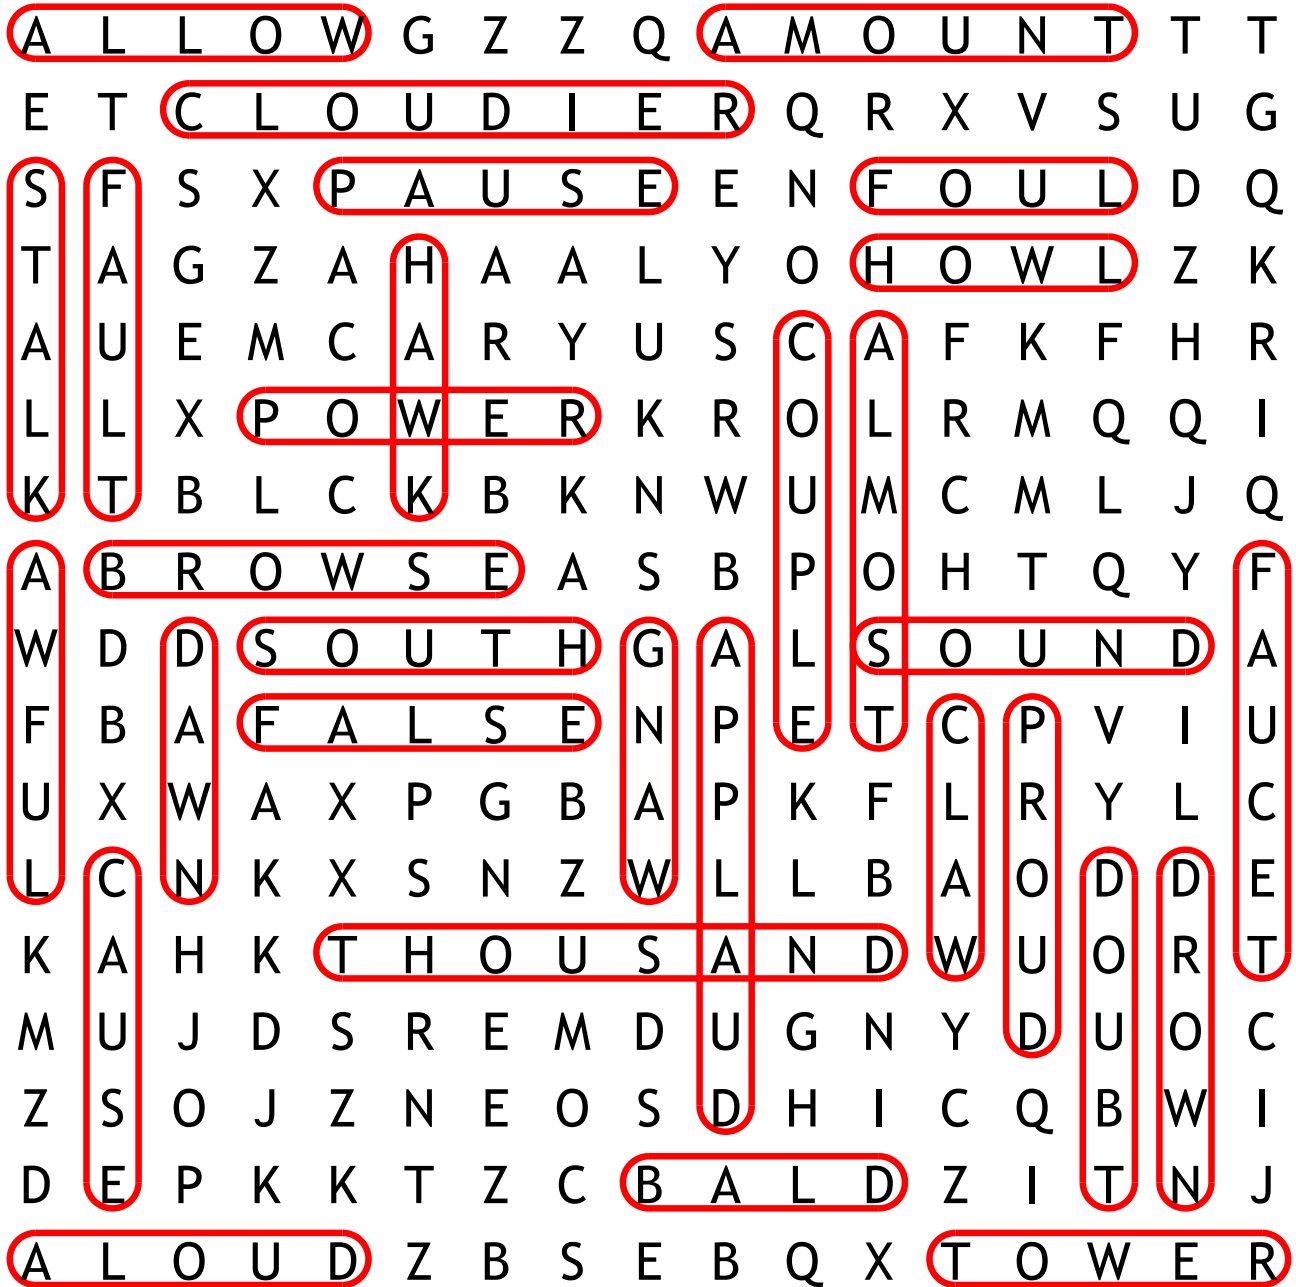 A L L O W G Z Z Q A M O U N T T T
E T C L O U D I E R Q R X V S U G
S F S X P A U S E E N F O U L D Q
T A G Z A H A A L Y O H O W L Z K
A U E M C A R Y U S C A F K F H R
L L X P O W E R K R O L R M Q Q I
K T B L C K B K N W U M C M L J Q
A B R O W S E A S B P O H T Q Y F
W D D S O U T H G A L S O U N D A
F B A F A L S E N P E T C P V I U
U X W A X P G B A P K F L R Y L C
L C N K X S N Z W L L B A O D D E
K A H K T H O U S A N D W U O R T
M U J D S R E M D U G N Y D U O C
Z S O J Z N E O S D H I C Q B W I
D E P K K T Z C B A L D Z I T N J
A L O U D Z B S E B Q X T O W E R